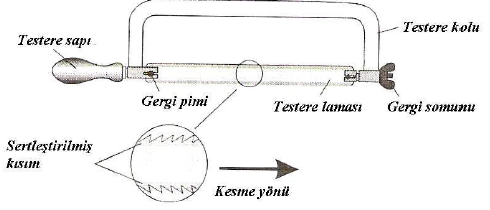 Testere sapı
Testere kolu
Gergi pimi
Testere laması
Gergi somunu
Sertleştirilmiş
kısım
Kesme yönü